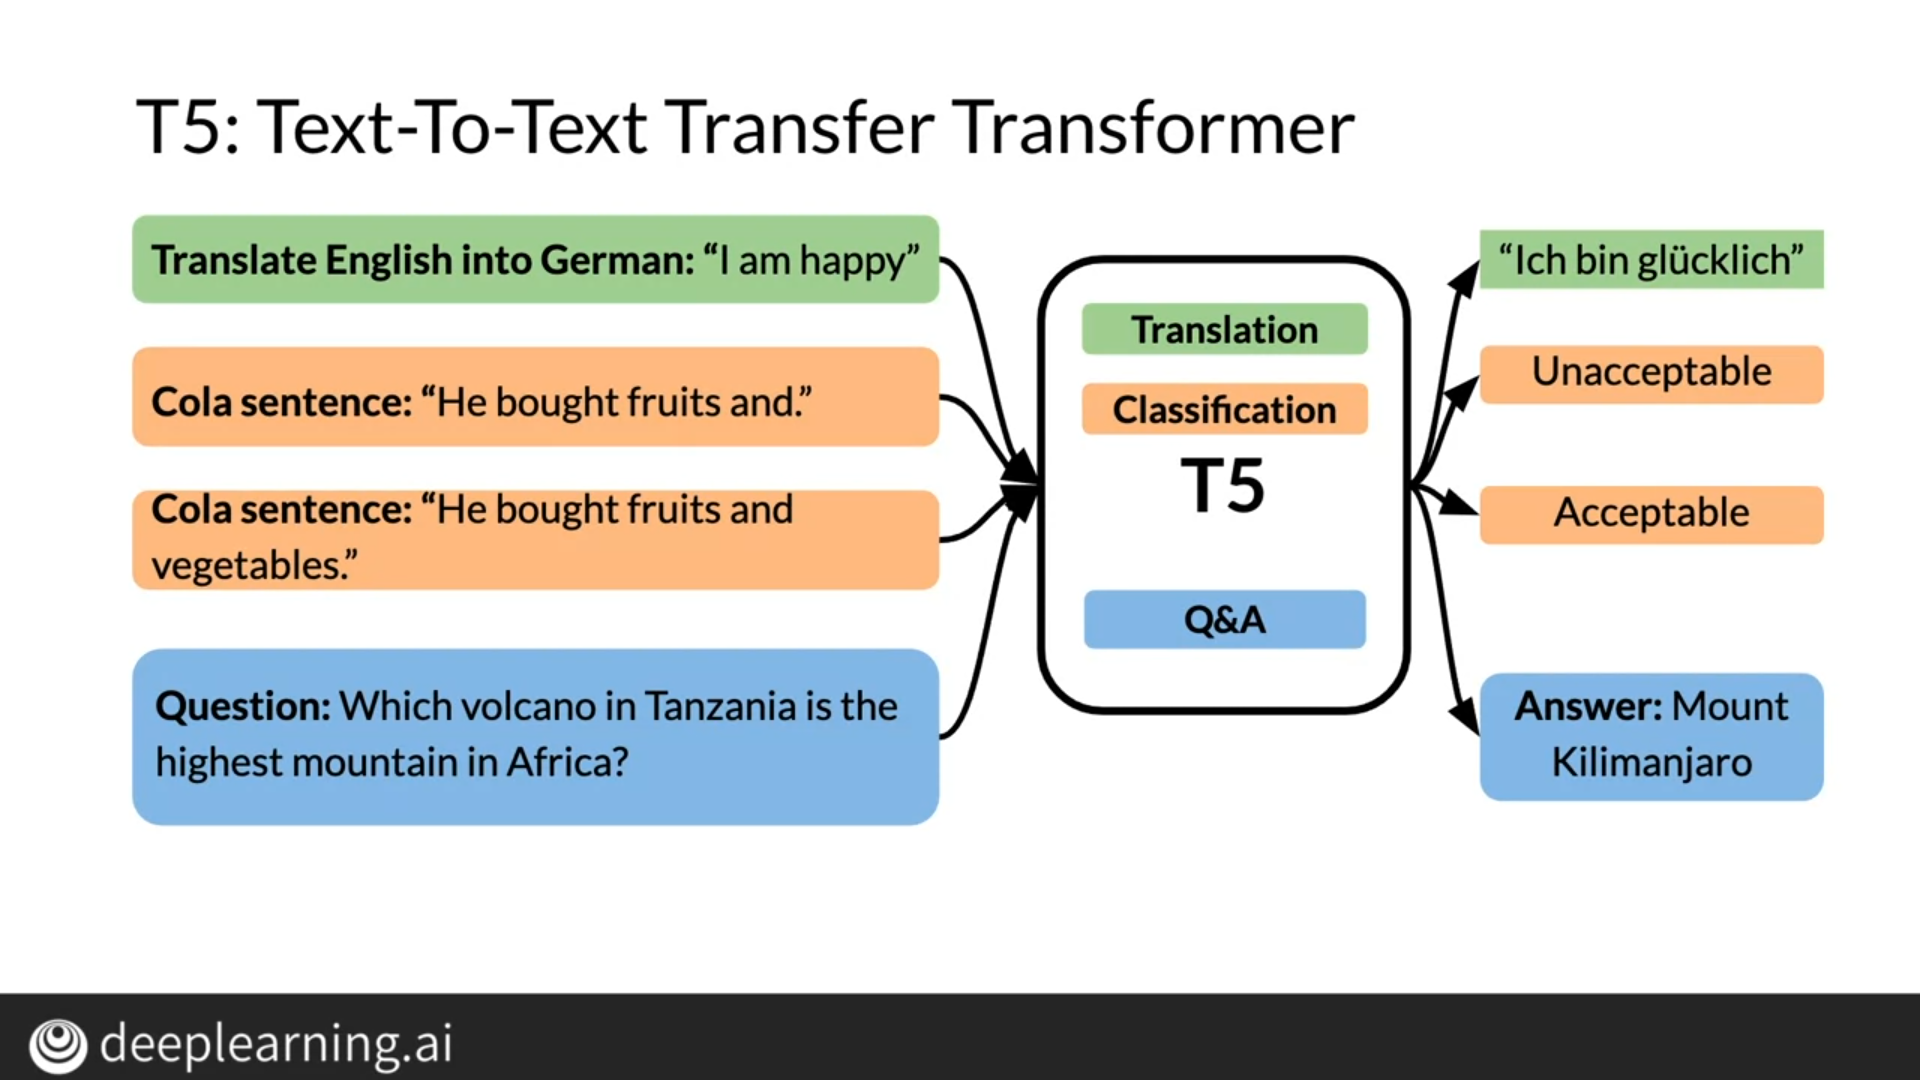 T5: Text-To-Text Transfer Transformer
Translate English into German: “I am happy”
Cola sentence: “He bought fruits and.”
Cola sentence: “He bought fruits and
vegetables.”
Question: Which volcano in Tanzania is the
highest mountain in Africa?
Translation
Classification
T5
Q&A
“Ich bin glücklich”
Unacceptable
Acceptable
Answer: Mount
Kilimanjaro
deeplearning.ai